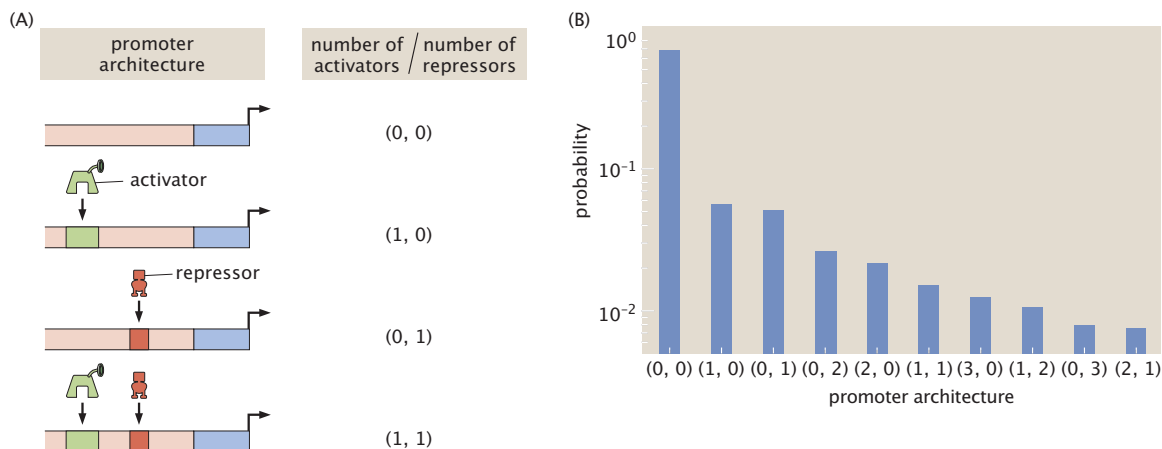 (A)
promoter
architecture
number of / number of
activators / repressors
(0, 0)
activator
(1, 0)
repressor
(0, 1)
(1, 1)
(B)
probability
10⁰
10⁻¹
10⁻²
(0, 0) (1, 0) (0, 1) (0, 2) (2, 0) (1, 1) (3, 0) (1, 2) (0, 3) (2, 1)
promoter architecture